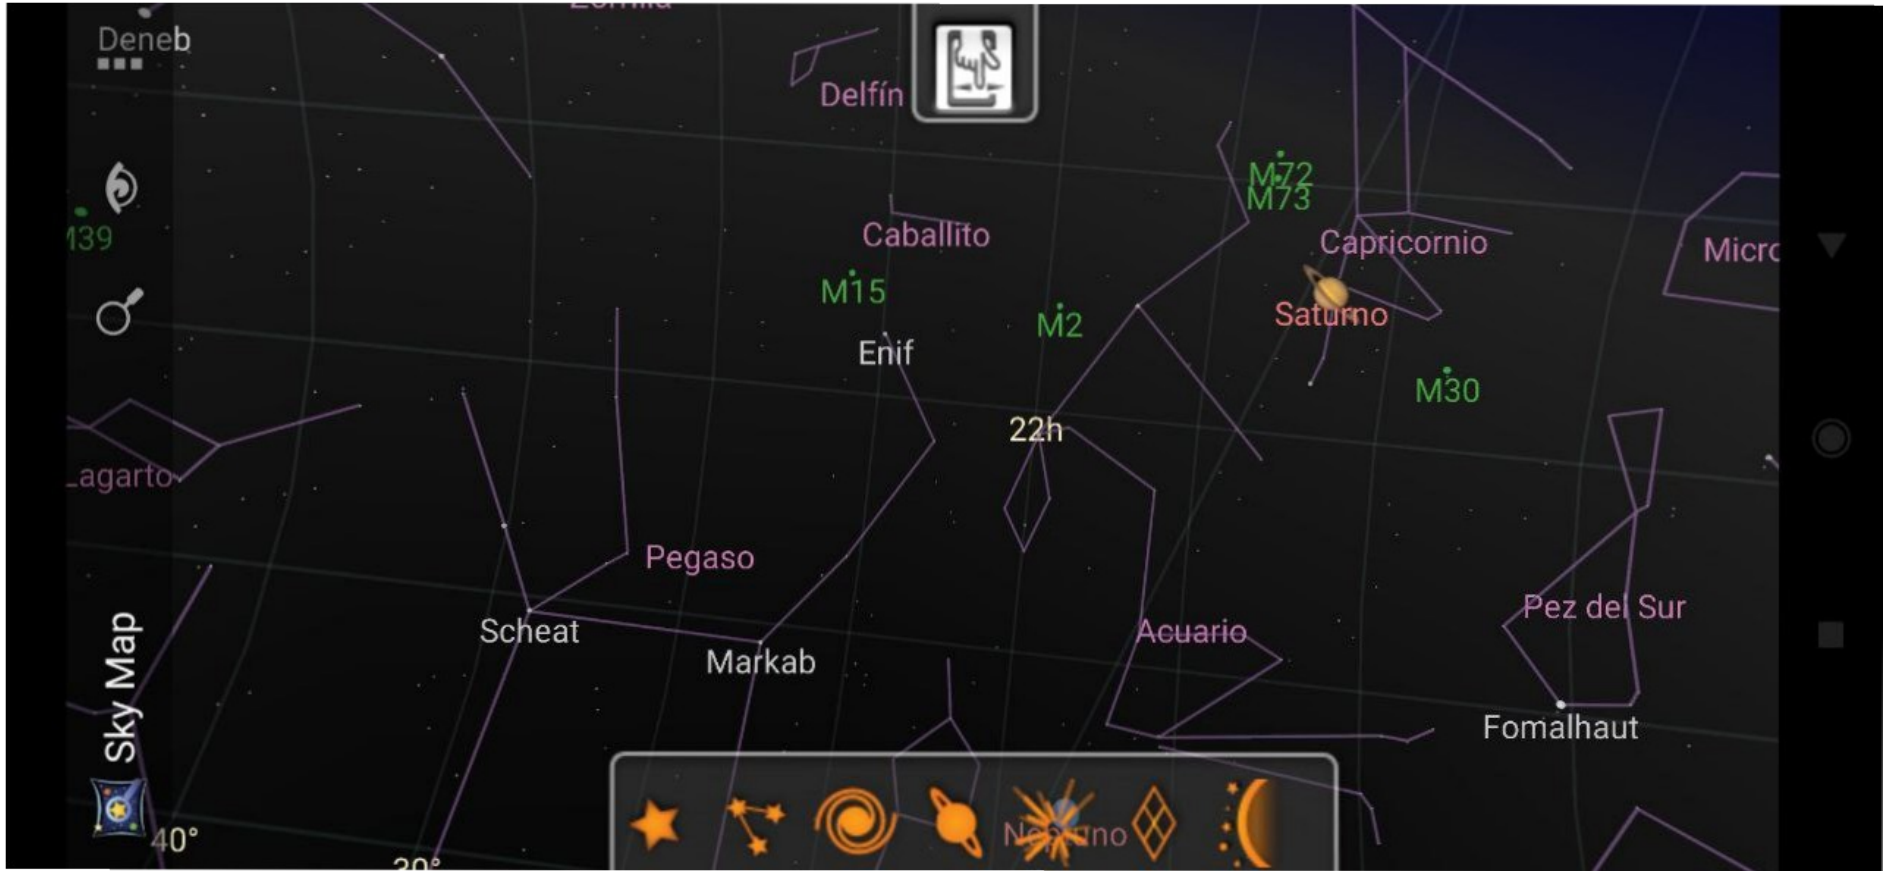 Deneb
Delfín
M72
M73
M39
Caballito
Capricornio
Micro
M15
M2
Saturno
Enif
M30
22h
Lagarto
Pegaso
Pez del Sur
Scheat
Acuario
Markab
Fomalhaut
Sky Map
Neptuno
40°